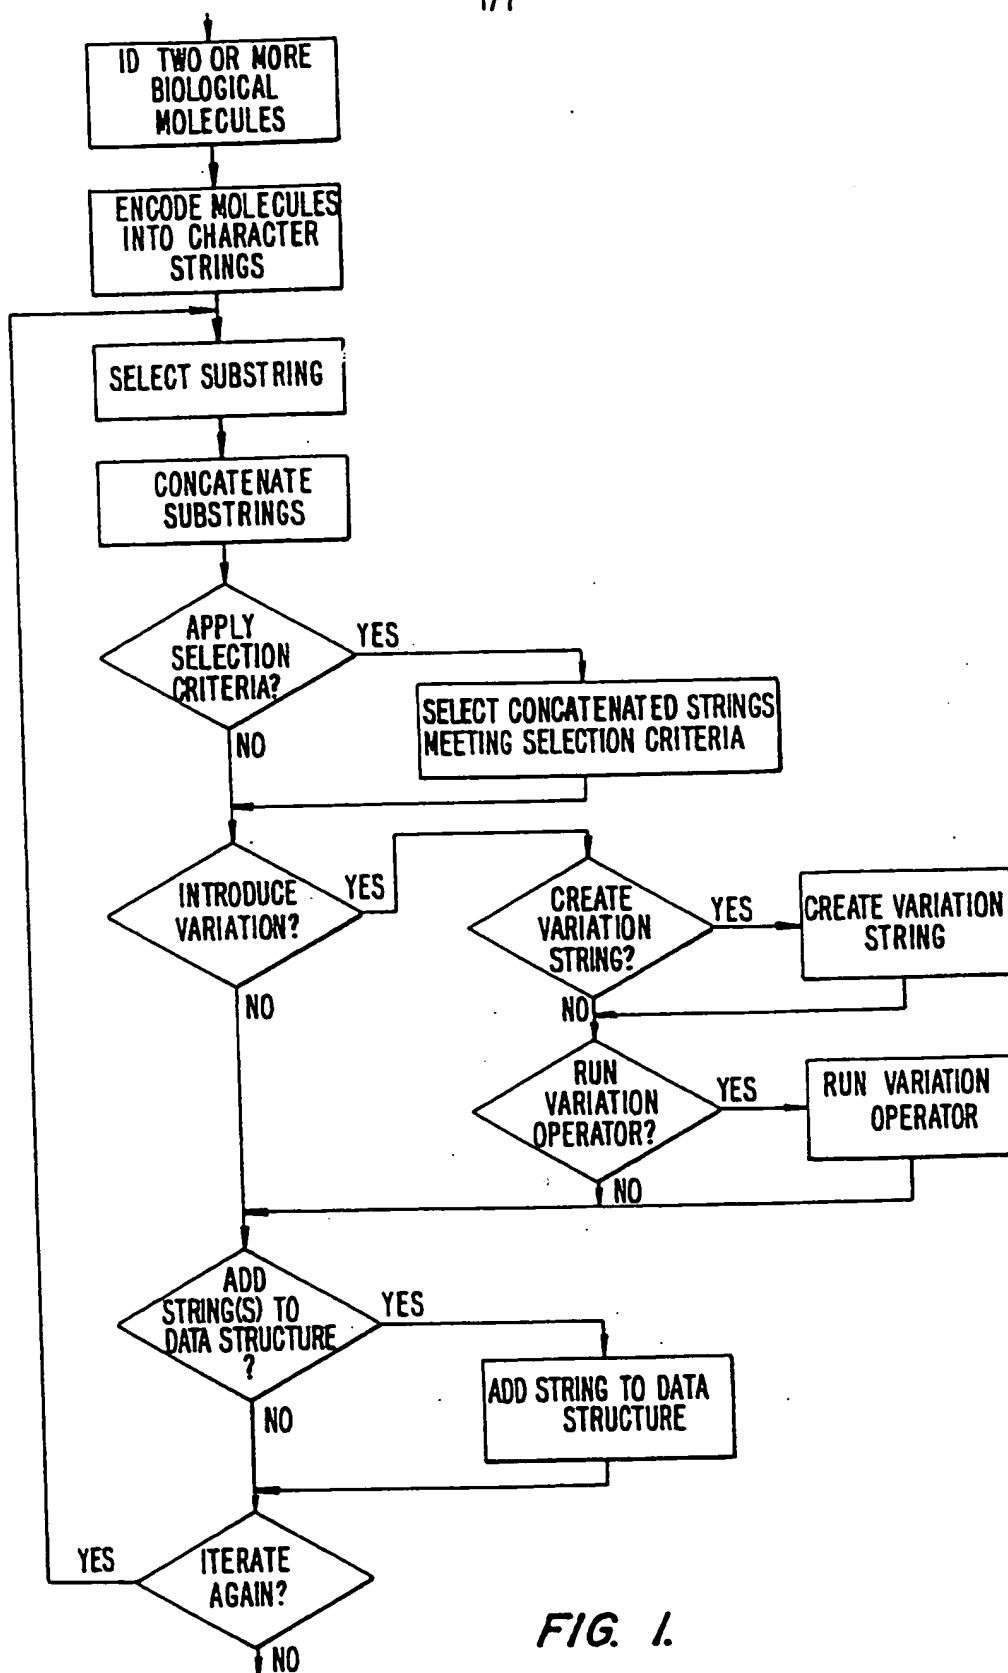 ID TWO OR MORE
BIOLOGICAL
MOLECULES
ENCODE MOLECULES
INTO CHARACTER
STRINGS
SELECT SUBSTRING
CONCATENATE
SUBSTRINGS
APPLY
SELECTION
CRITERIA?
YES
SELECT CONCATENATED STRINGS
MEETING SELECTION CRITERIA
NO
INTRODUCE
VARIATION?
YES
CREATE
VARIATION
STRING?
YES
CREATE VARIATION
STRING
NO
NO
RUN
VARIATION
OPERATOR?
YES
RUN VARIATION
OPERATOR
NO
ADD
STRING(S) TO
DATA STRUCTURE
?
YES
ADD STRING TO DATA
STRUCTURE
NO
ITERATE
AGAIN?
YES
NO
FIG. 1.